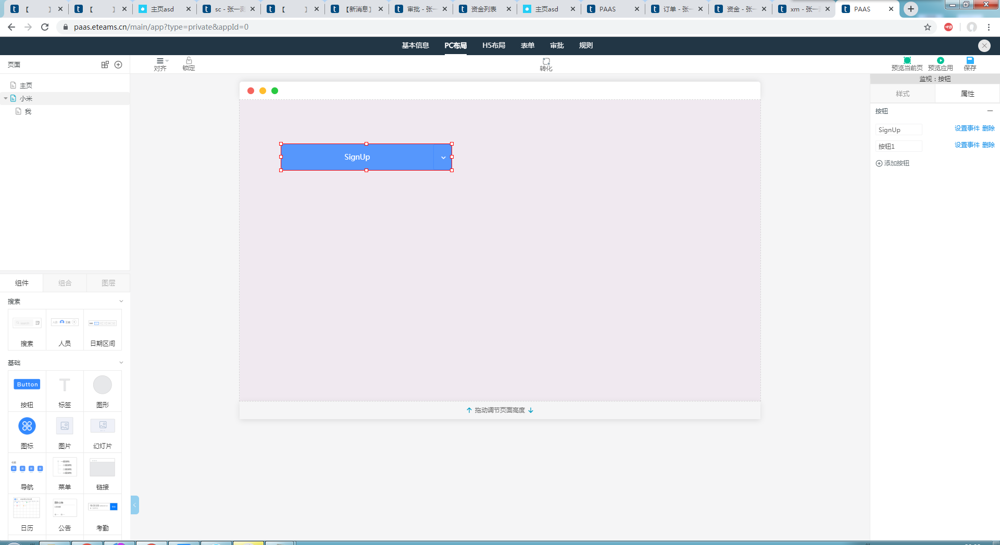 【 】
【 】
主页asd
sc - 张一
【 】
【新消息】
审批 - 张一
资金列表
主页asd
PAAS
订单 - 张一
资金 - 张一
xm - 张一
PAAS
paas.eteams.cn/main/app?type=private&appId=0
基本信息 PC布局 H5布局 表单 审批 规则
页面
对齐 锁定 转化 预览当前页 预览应用 保存
主页
小米
我
监视：按钮
样式 属性
按钮
SignUp 设置事件 删除
按钮1 设置事件 删除
添加按钮
SignUp
拖动调节页面高度
组件 组合 图层
搜索
search
搜索 人员 日期区间
基础
Button T
按钮 标签 图形
图标 图片 幻灯片
导航 菜单 链接
日历 公告 考勤